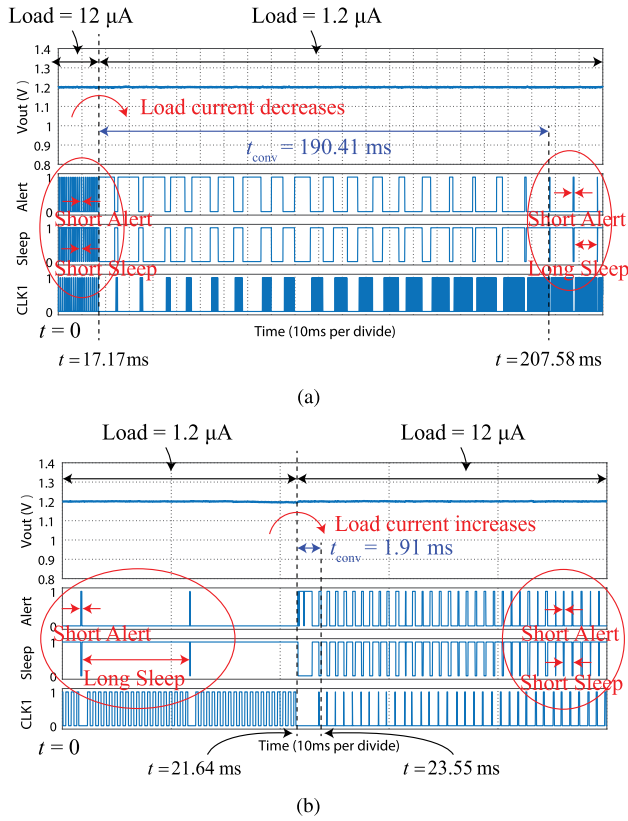 Load = 12 μA
Load = 1.2 μA
1.4
1.3
1.2
1.1
1
0.9
0.8
Vout (V)
Load current decreases
tconv = 190.41 ms
Alert
1
0
Short Alert
Short Alert
Sleep
1
0
Short Sleep
Long Sleep
CLK1
1
0
t = 0
Time (10ms per divide)
t = 17.17 ms
t = 207.58 ms
(a)
Load = 1.2 μA
Load = 12 μA
1.4
1.3
1.2
1.1
1
0.9
0.8
Vout (V)
Load current increases
tconv = 1.91 ms
Alert
1
0
Short Alert
Short Alert
Sleep
1
0
Long Sleep
Short Sleep
CLK1
1
0
t = 0
Time (10ms per divide)
t = 21.64 ms
t = 23.55 ms
(b)